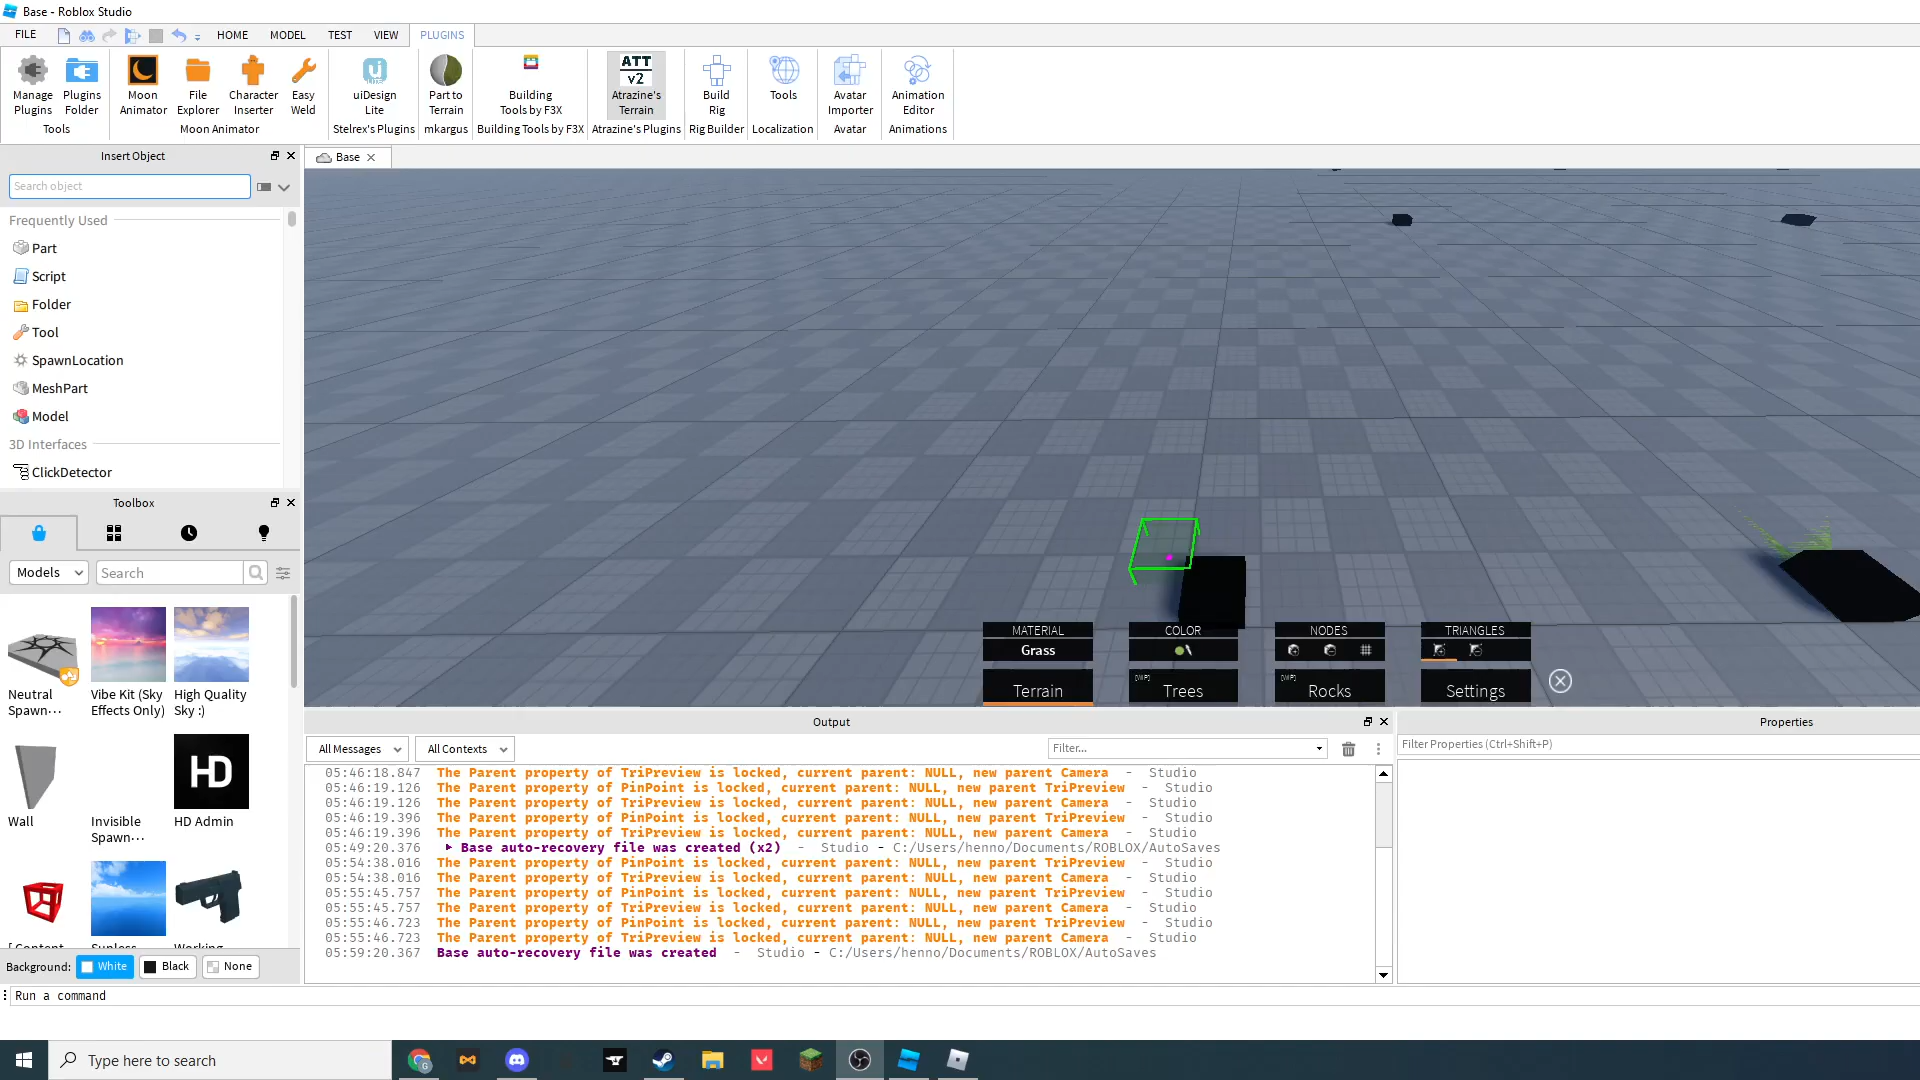 Base - Roblox Studio
FILE
HOME
MODEL
TEST
VIEW
PLUGINS
Manage Plugins
Plugins Folder
Tools
Moon Animator
File Explorer
Character Inserter
Easy Weld
Moon Animator
ui
LITE
uiDesign Lite
Stelrex's Plugins
Part to Terrain
mkargus
Building Tools by F3X
Building Tools by F3X
ATT
v2
Atrazine's Terrain
Atrazine's Plugins
Build Rig
Rig Builder
Tools
Localization
Avatar Importer
Avatar
Animation Editor
Animations
Insert Object
Search object
Frequently Used
Part
Script
Folder
Tool
SpawnLocation
MeshPart
Model
3D Interfaces
ClickDetector
Base
Toolbox
Models
Search
Neutral Spawn...
Vibe Kit (Sky Effects Only)
High Quality Sky :)
Wall
Invisible Spawn...
HD
HD Admin
[ Content
Sunless
Working
Background:
White
Black
None
MATERIAL
Grass
COLOR
NODES
TRIANGLES
Terrain
[WIP]
Trees
[WIP]
Rocks
Settings
Output
All Messages
All Contexts
Filter...
05:46:18.847 The Parent property of TriPreview is locked, current parent: NULL, new parent Camera - Studio
05:46:19.126 The Parent property of PinPoint is locked, current parent: NULL, new parent TriPreview - Studio
05:46:19.126 The Parent property of TriPreview is locked, current parent: NULL, new parent Camera - Studio
05:46:19.396 The Parent property of PinPoint is locked, current parent: NULL, new parent TriPreview - Studio
05:46:19.396 The Parent property of TriPreview is locked, current parent: NULL, new parent Camera - Studio
05:49:20.376 Base auto-recovery file was created (x2) - Studio - C:/Users/henno/Documents/ROBLOX/AutoSaves
05:54:38.016 The Parent property of PinPoint is locked, current parent: NULL, new parent TriPreview - Studio
05:54:38.016 The Parent property of TriPreview is locked, current parent: NULL, new parent Camera - Studio
05:55:45.757 The Parent property of PinPoint is locked, current parent: NULL, new parent TriPreview - Studio
05:55:45.757 The Parent property of TriPreview is locked, current parent: NULL, new parent Camera - Studio
05:55:46.723 The Parent property of PinPoint is locked, current parent: NULL, new parent TriPreview - Studio
05:55:46.723 The Parent property of TriPreview is locked, current parent: NULL, new parent Camera - Studio
05:59:20.367 Base auto-recovery file was created - Studio - C:/Users/henno/Documents/ROBLOX/AutoSaves
Properties
Filter Properties (Ctrl+Shift+P)
Run a command
Type here to search